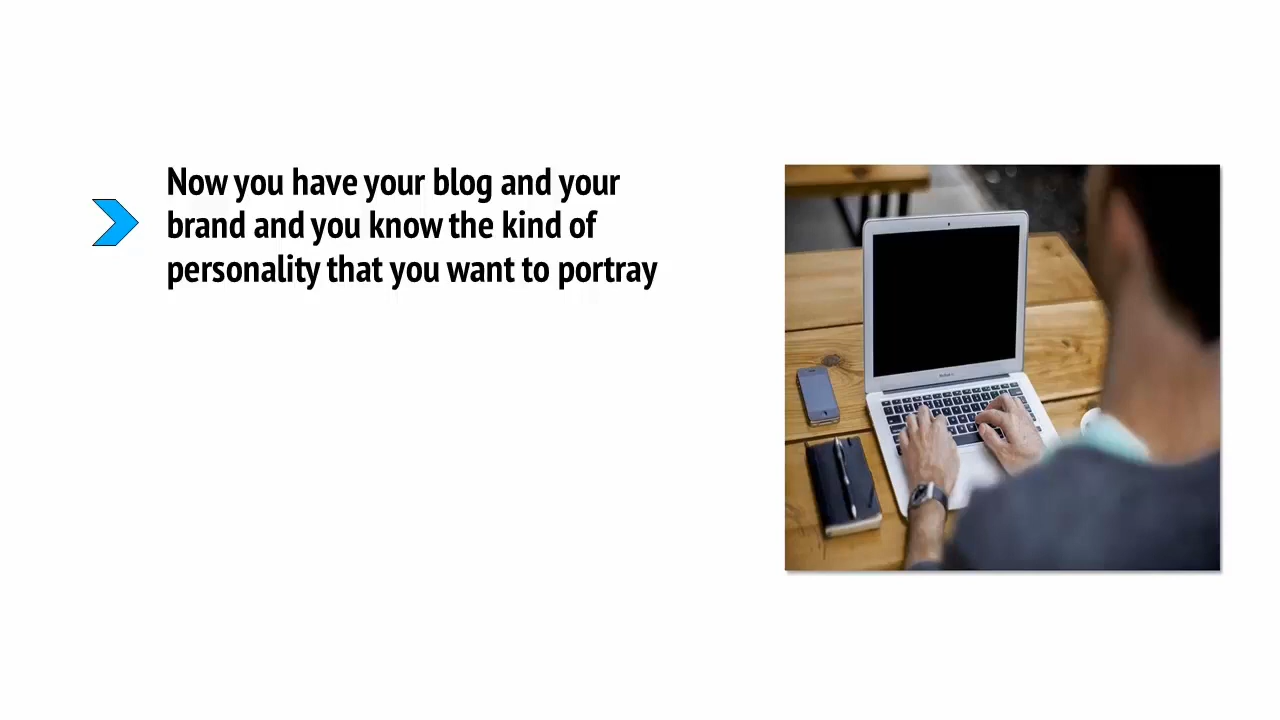 Now you have your blog and your
brand and you know the kind of
personality that you want to portray